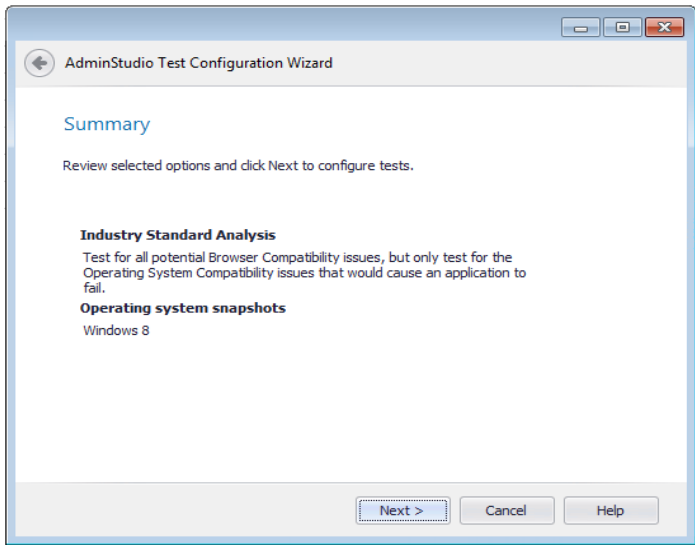 AdminStudio Test Configuration Wizard
Summary
Review selected options and click Next to configure tests.
Industry Standard Analysis
Test for all potential Browser Compatibility issues, but only test for the
Operating System Compatibility issues that would cause an application to
fail.
Operating system snapshots
Windows 8
Next > Cancel Help